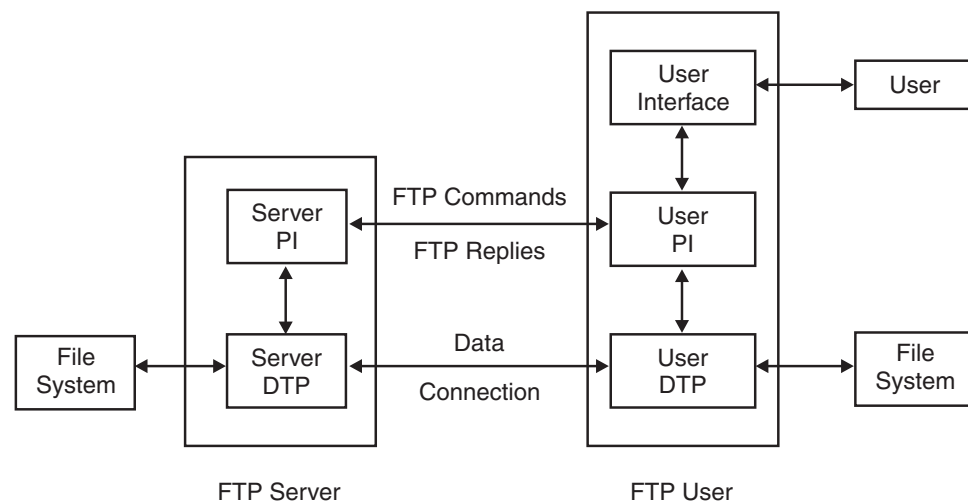 User
Interface
User
FTP Commands
Server
PI
User
PI
FTP Replies
File
System
Server
DTP
Data
Connection
User
DTP
File
System
FTP Server
FTP User